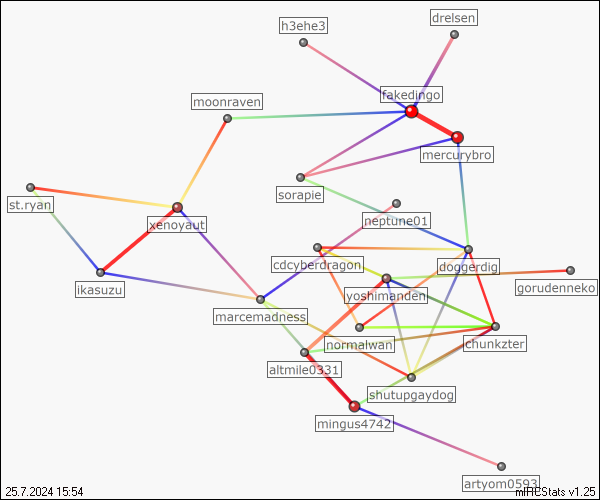 drelsen
h3ehe3
fakedingo
moonraven
mercurybro
sorapie
st.ryan
neptune01
xenoyaut
cdcyberdragon
doggerdig
ikasuzu
yoshimanden
gorudenneko
marcemadness
normalwan
chunkzter
altmile0331
shutupgaydog
mingus4742
artyom0593
25.7.2024 15:54
mIRCStats v1.25